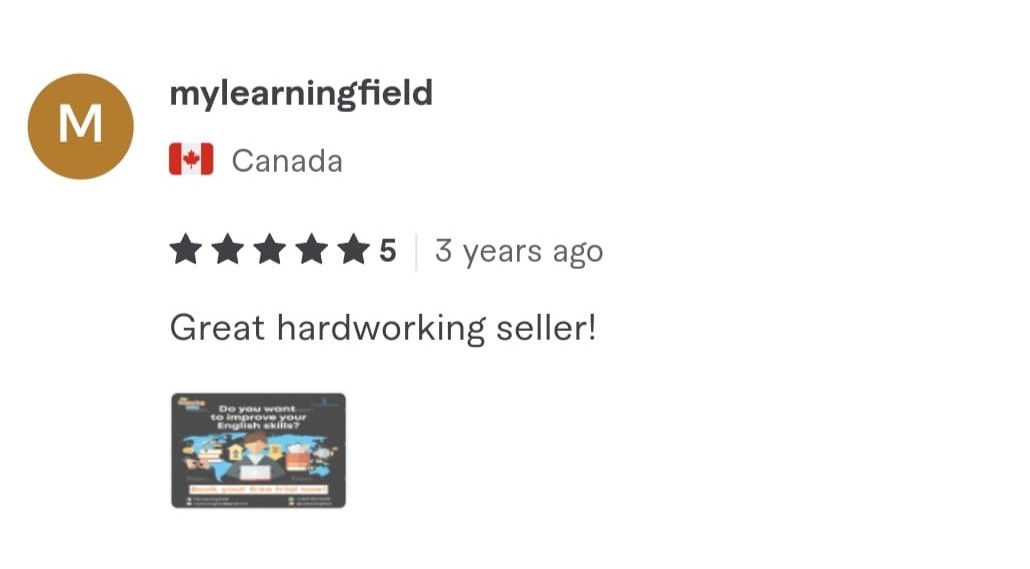 M
mylearningfield
Canada
5
3 years ago
Great hardworking seller!
Do you want
to improve your
English skills?
Book your free trial now!